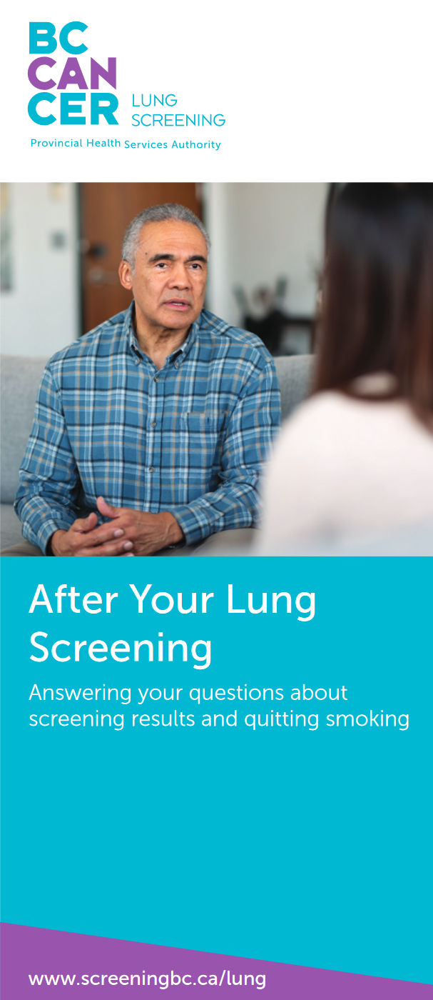 BC
CAN
CER
LUNG
SCREENING
Provincial Health Services Authority
After Your Lung
Screening
Answering your questions about
screening results and quitting smoking
www.screeningbc.ca/lung